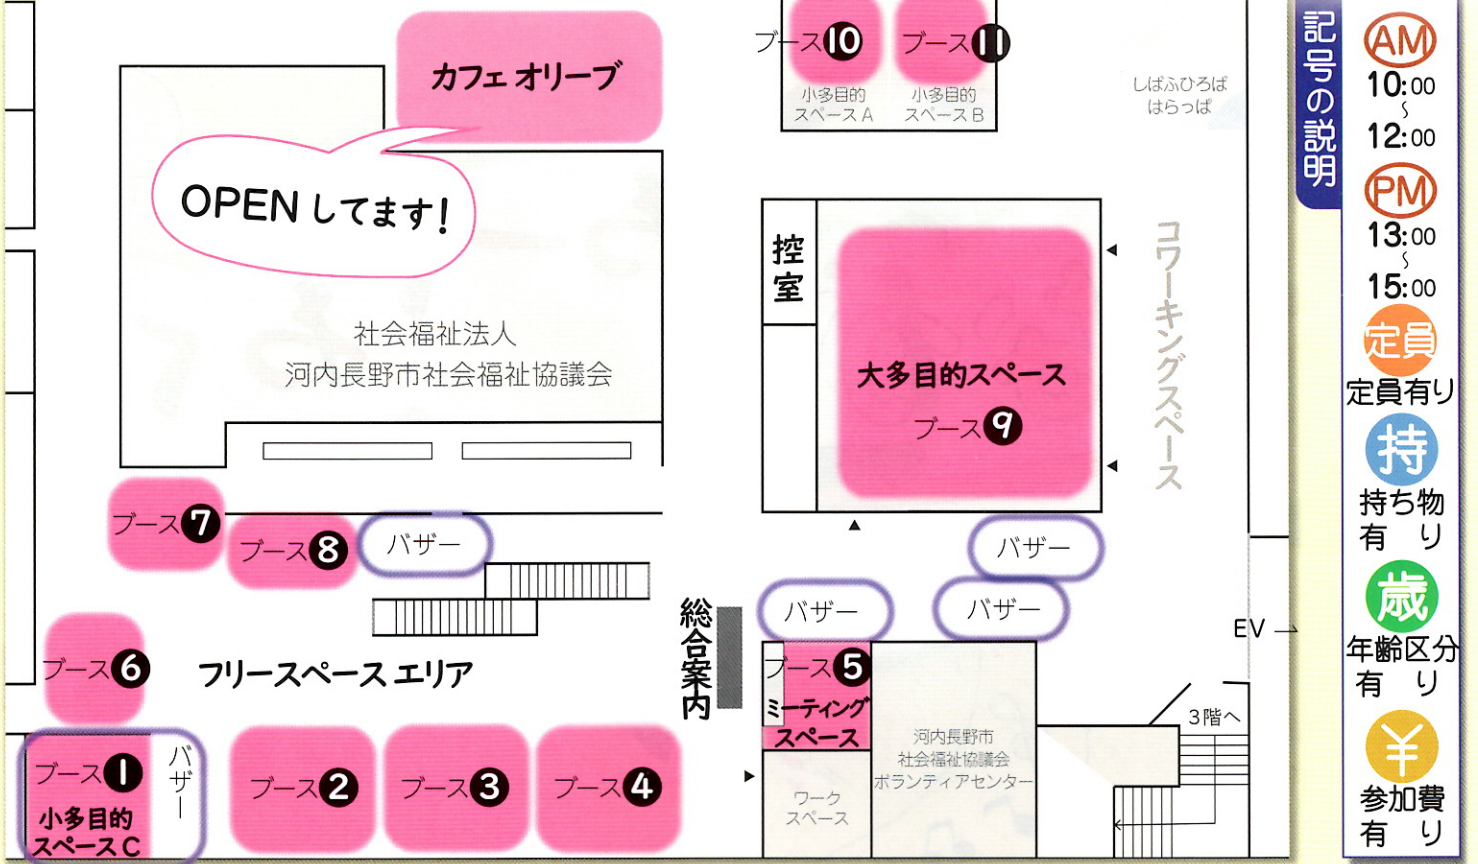 カフェ オリーブ
OPENしてます!
社会福祉法人
河内長野市社会福祉協議会
ブース10
ブース11
小多目的
スペースA
小多目的
スペースB
しばふひろば
はらっぱ
控室
大多目的スペース
ブース9
コワーキングスペース
ブース7
ブース8
バザー
バザー
バザー
バザー
ブース6
フリースペース エリア
総合案内
ブース5
ミーティング
スペース
EV→
3階へ
ブース1
小多目的
スペースC
バザー
ブース2
ブース3
ブース4
ワーク
スペース
河内長野市
社会福祉協議会
ボランティアセンター
記号の説明
AM
10:00
~
12:00
PM
13:00
~
15:00
定員
定員有り
持
持ち物
有 り
歳
年齢区分
有 り
¥
参加費
有 り